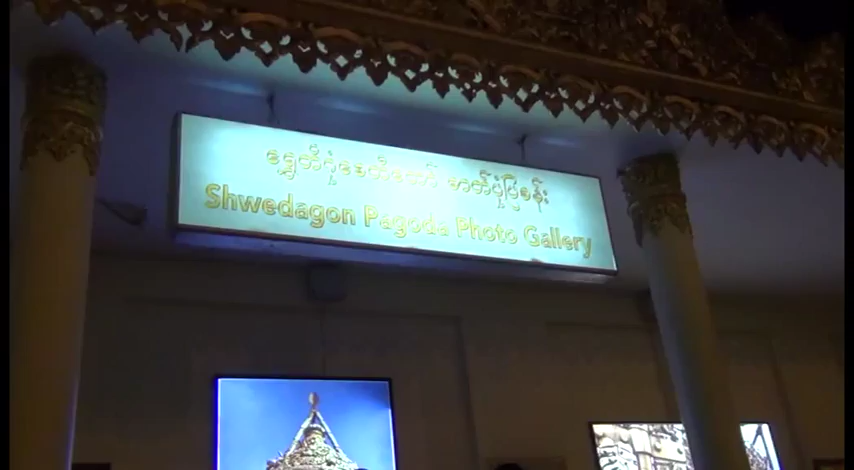 ရွှေတိဂုံစေတီတော် ဓာတ်ပုံပြခန်း
Shwedagon Pagoda Photo Gallery